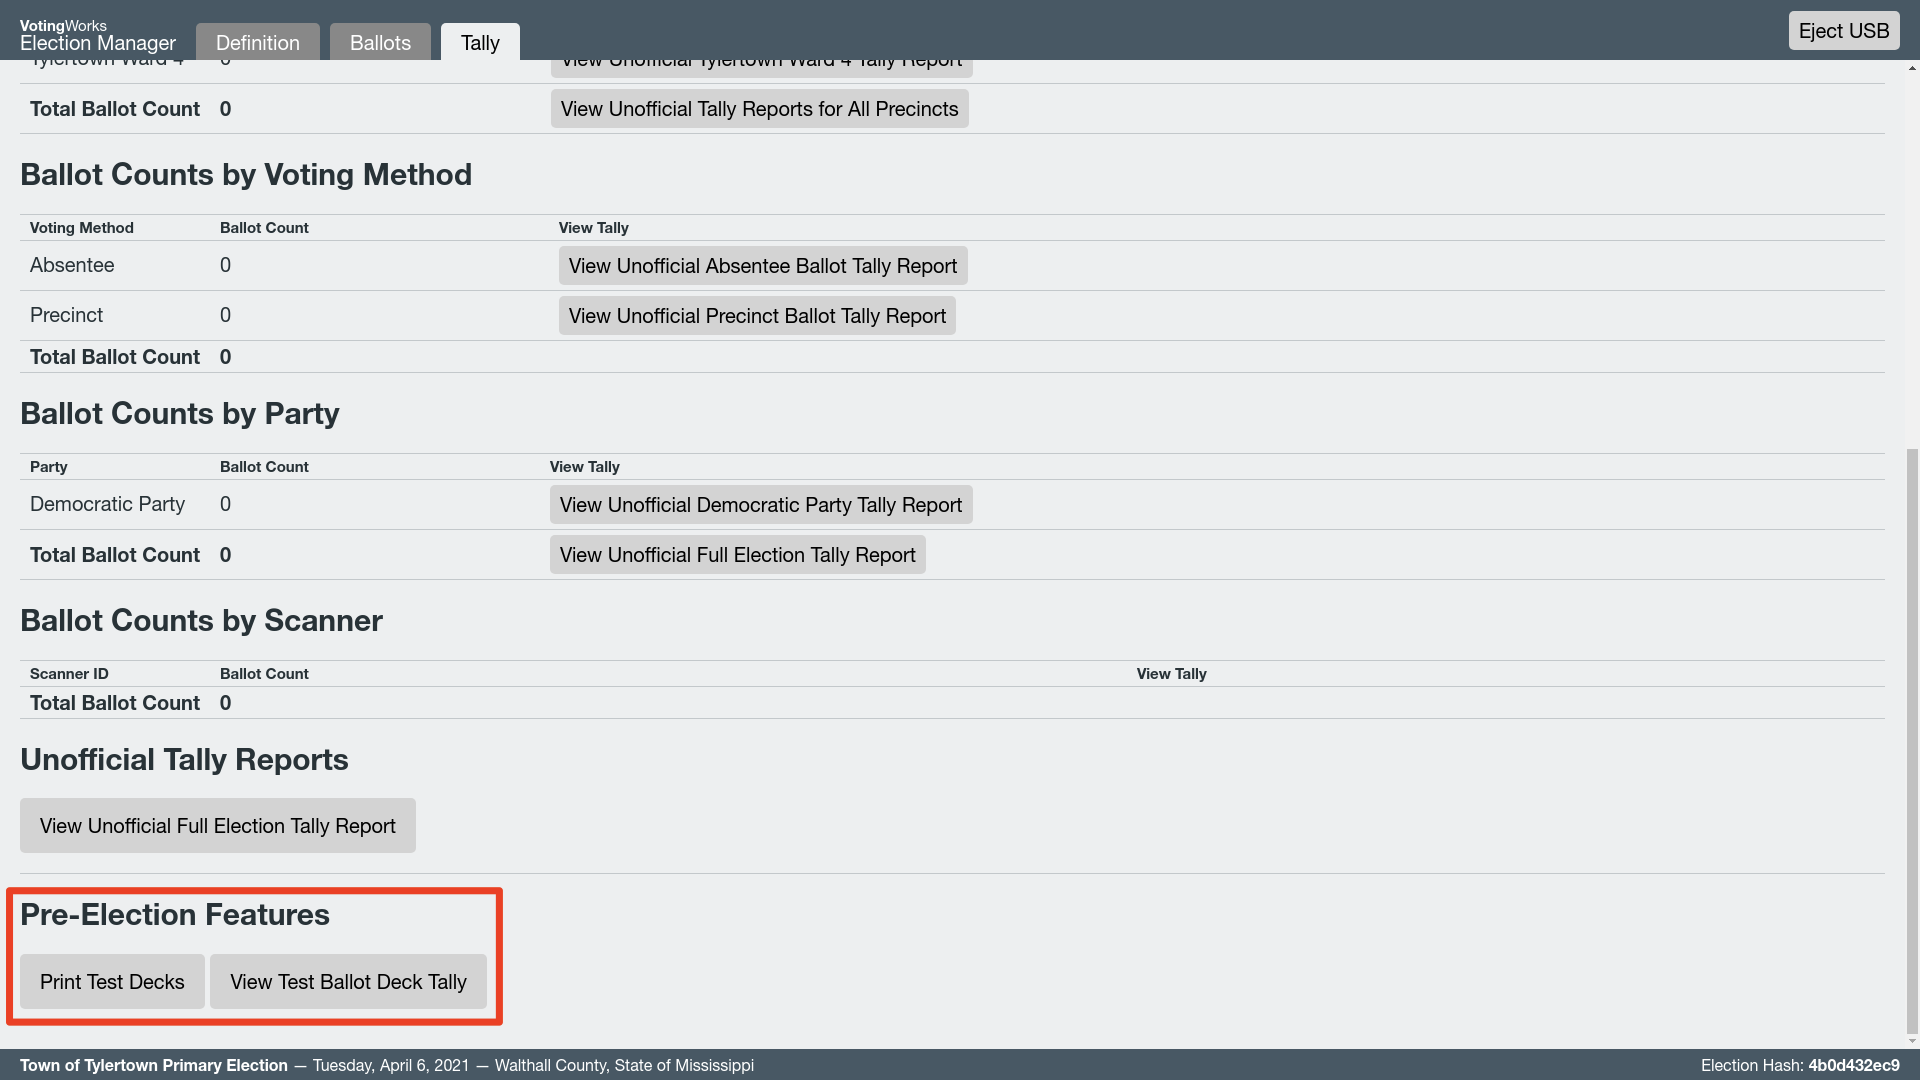 VotingWorks
Election Manager
Definition
Ballots
Tally
Eject USB
Tylertown Ward 4 0 View Unofficial Tylertown Ward 4 Tally Report
Total Ballot Count 0 View Unofficial Tally Reports for All Precincts
Ballot Counts by Voting Method
Voting Method Ballot Count View Tally
Absentee 0 View Unofficial Absentee Ballot Tally Report
Precinct 0 View Unofficial Precinct Ballot Tally Report
Total Ballot Count 0
Ballot Counts by Party
Party Ballot Count View Tally
Democratic Party 0 View Unofficial Democratic Party Tally Report
Total Ballot Count 0 View Unofficial Full Election Tally Report
Ballot Counts by Scanner
Scanner ID Ballot Count View Tally
Total Ballot Count 0
Unofficial Tally Reports
View Unofficial Full Election Tally Report
Pre-Election Features
Print Test Decks View Test Ballot Deck Tally
Town of Tylertown Primary Election — Tuesday, April 6, 2021 — Walthall County, State of Mississippi Election Hash: 4b0d432ec9